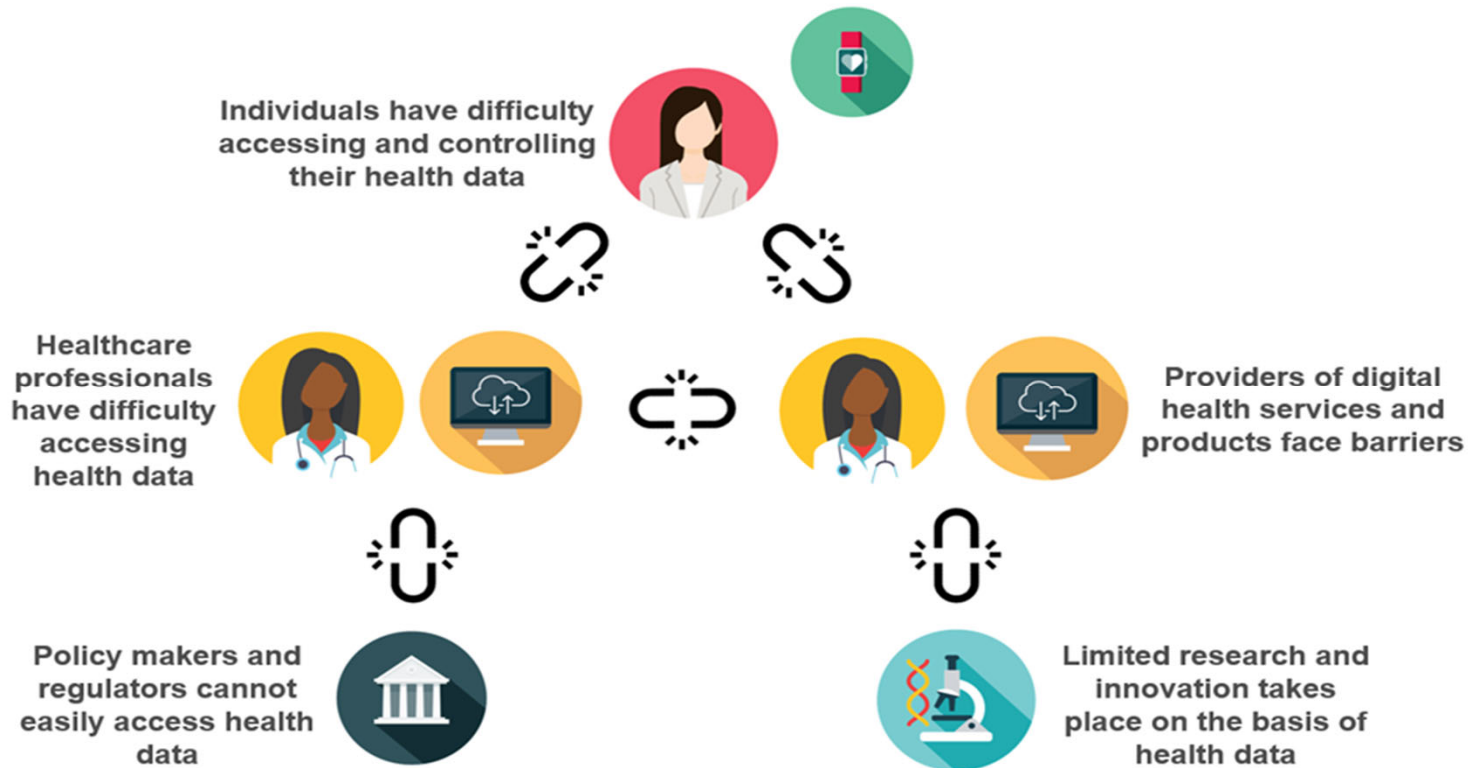 Individuals have difficulty
accessing and controlling
their health data
Healthcare
professionals
have difficulty
accessing
health data
Providers of digital
health services and
products face barriers
Policy makers and
regulators cannot
easily access health
data
Limited research and
innovation takes
place on the basis of
health data